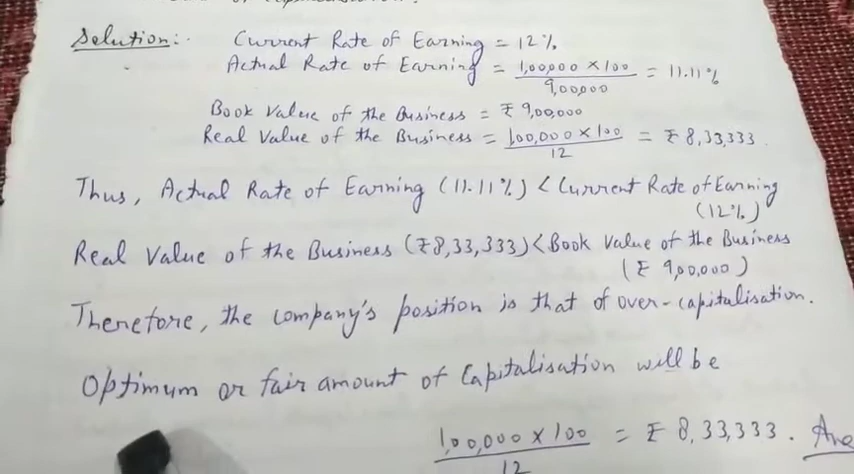 Solution:- Current Rate of Earning = 12%
Actual Rate of Earning = 1,00,000 × 100 / 9,00,000 = 11.11%
Book Value of the Business = ₹ 9,00,000
Real Value of the Business = 1,00,000 × 100 / 12 = ₹ 8,33,333
Thus, Actual Rate of Earning (11.11%) < Current Rate of Earning
(12%)
Real Value of the Business (₹8,33,333) < Book Value of the Business
(₹ 9,00,000)
Therefore, the company's position is that of over-capitalisation.
Optimum or fair amount of Capitalisation will be
1,00,000 × 100 / 12 = ₹ 8,33,333. Ans